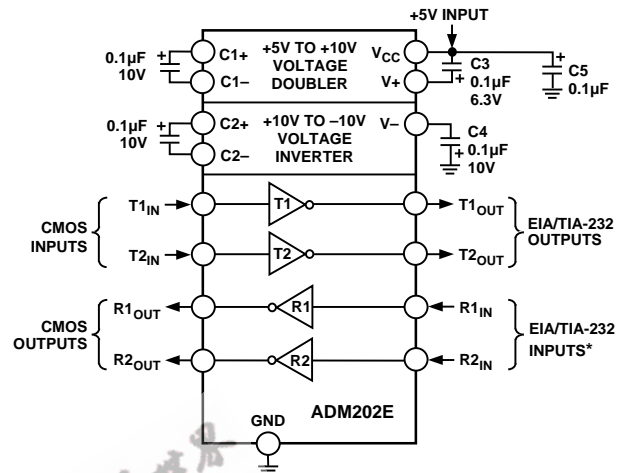 +5V INPUT
0.1µF
10V
+
C1+
C1–
+5V TO +10V
VOLTAGE
DOUBLER
VCC
V+
C3
+
0.1µF
6.3V
+
C5
0.1µF
0.1µF
10V
+
C2+
C2–
+10V TO –10V
VOLTAGE
INVERTER
V–
C4
+
0.1µF
10V
CMOS
INPUTS
T1IN
T1
T1OUT
T2IN
T2
T2OUT
EIA/TIA-232
OUTPUTS
CMOS
OUTPUTS
R1OUT
R1
R1IN
R2OUT
R2
R2IN
EIA/TIA-232
INPUTS*
GND
ADM202E